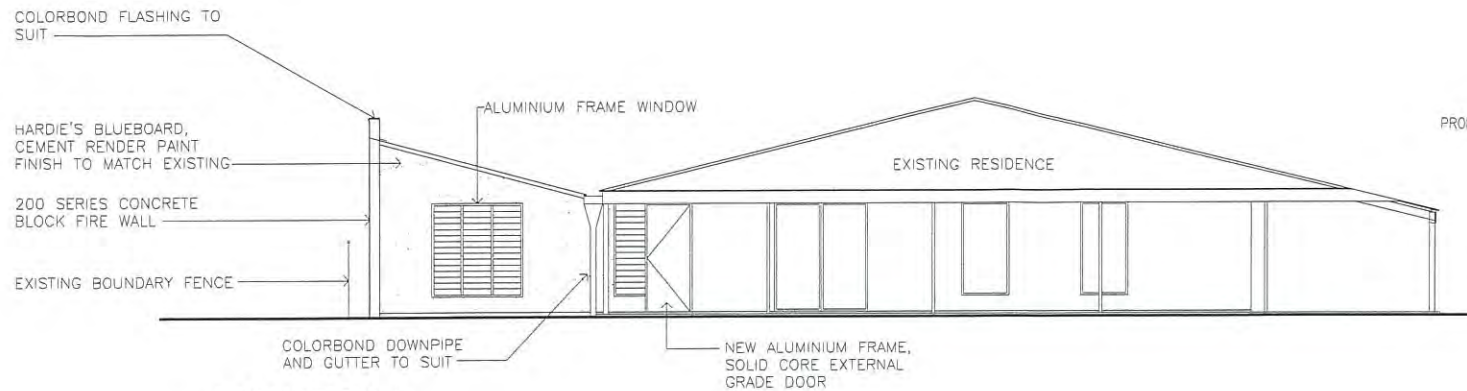 COLORBOND FLASHING TO
SUIT
HARDIE'S BLUEBOARD,
CEMENT RENDER PAINT
FINISH TO MATCH EXISTING
200 SERIES CONCRETE
BLOCK FIRE WALL
EXISTING BOUNDARY FENCE
ALUMINIUM FRAME WINDOW
EXISTING RESIDENCE
COLORBOND DOWNPIPE
AND GUTTER TO SUIT
NEW ALUMINIUM FRAME,
SOLID CORE EXTERNAL
GRADE DOOR